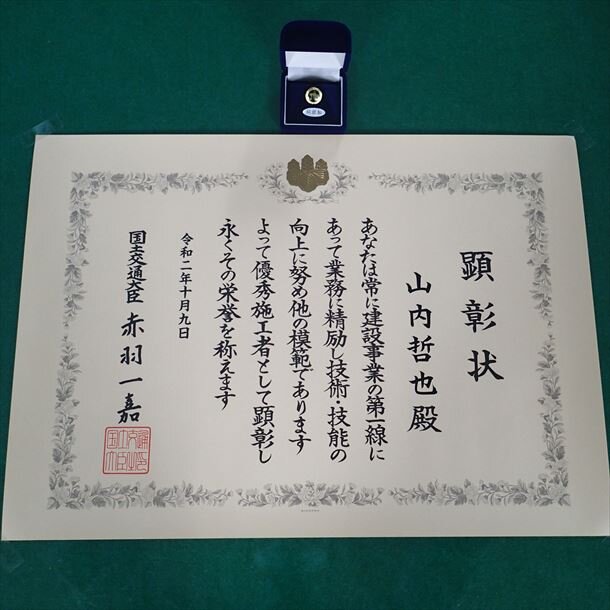 顕彰状
山内哲也殿
あなたは常に建設事業の第一線に
あって業務に精励し技術・技能の
向上に努め他の模範であります
よって優秀施工者として顕彰し
永くその栄誉を称えます
令和二年十月九日
国土交通大臣 赤羽一嘉